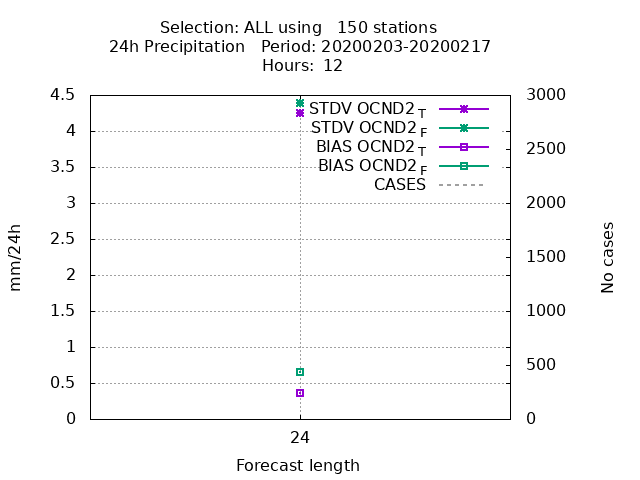 Selection: ALL using   150 stations
24h Precipitation   Period: 20200203-20200217
Hours:  12
4.5
4
3.5
3
2.5
2
1.5
1
0.5
0
mm/24h
STDV OCND2 T
STDV OCND2 F
BIAS OCND2 T
BIAS OCND2 F
CASES
3000
2500
2000
1500
1000
500
0
No cases
24
Forecast length